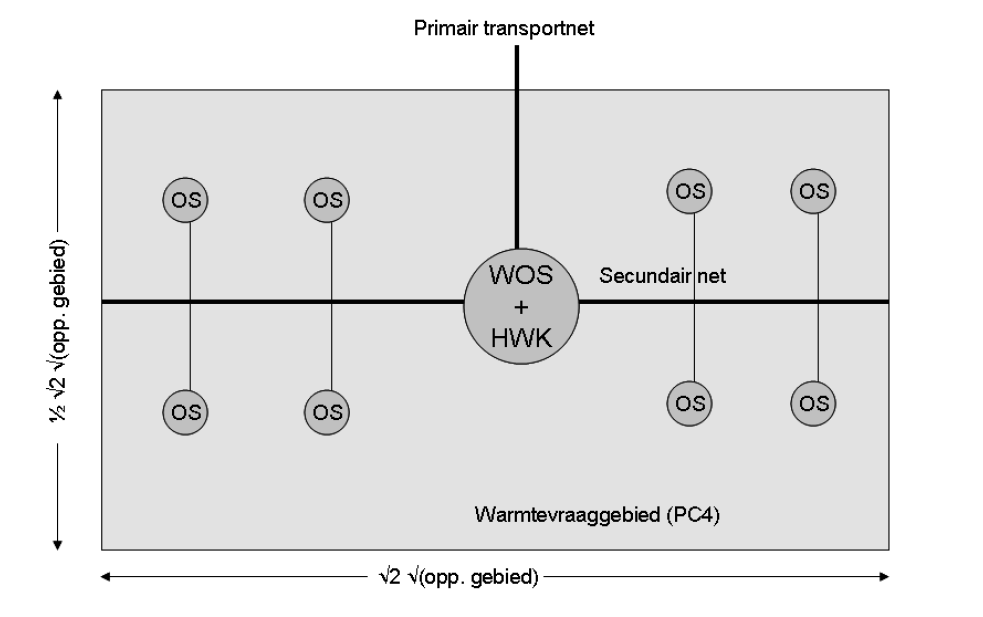 Primair transportnet
OS
OS
OS
OS
WOS
+
HWK
Secundair net
½ √2 √(opp. gebied)
OS
OS
OS
OS
Warmtevraaggebied (PC4)
√2 √(opp. gebied)